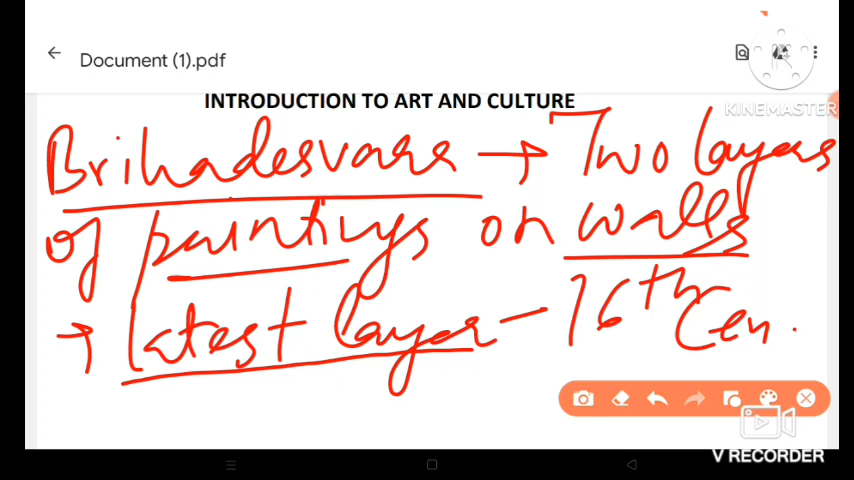 Document (1).pdf
KINEMASTER
INTRODUCTION TO ART AND CULTURE
Brihadesvara → Two layers
of paintings on walls
→ latest layer - 16th Cen.
V RECORDER